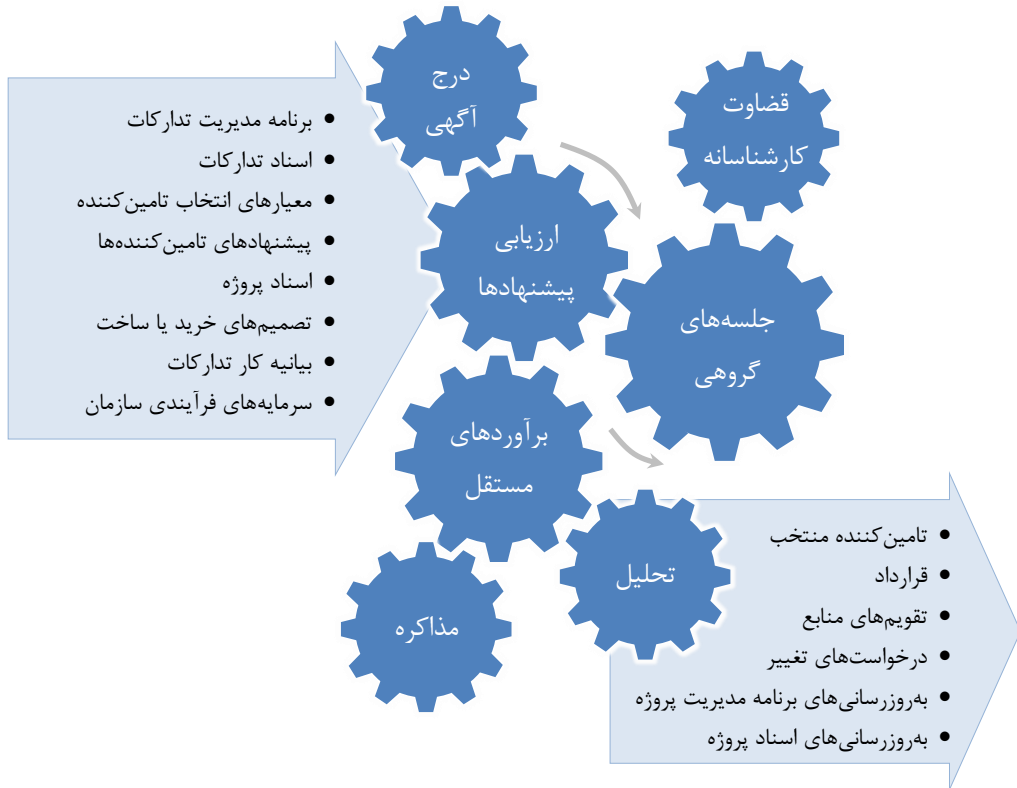 درج
آگهی
قضاوت
کارشناسانه
• برنامه مدیریت تدارکات
• اسناد تدارکات
• معیارهای انتخاب تامین‌کننده
• پیشنهادهای تامین‌کننده‌ها
• اسناد پروژه
• تصمیم‌های خرید یا ساخت
• بیانیه کار تدارکات
• سرمایه‌های فرآیندی سازمان
ارزیابی
پیشنهادها
جلسه‌های
گروهی
برآوردهای
مستقل
تحلیل
مذاکره
• تامین‌کننده منتخب
• قرارداد
• تقویم‌های منابع
• درخواست‌های تغییر
• به‌روزرسانی‌های برنامه مدیریت پروژه
• به‌روزرسانی‌های اسناد پروژه